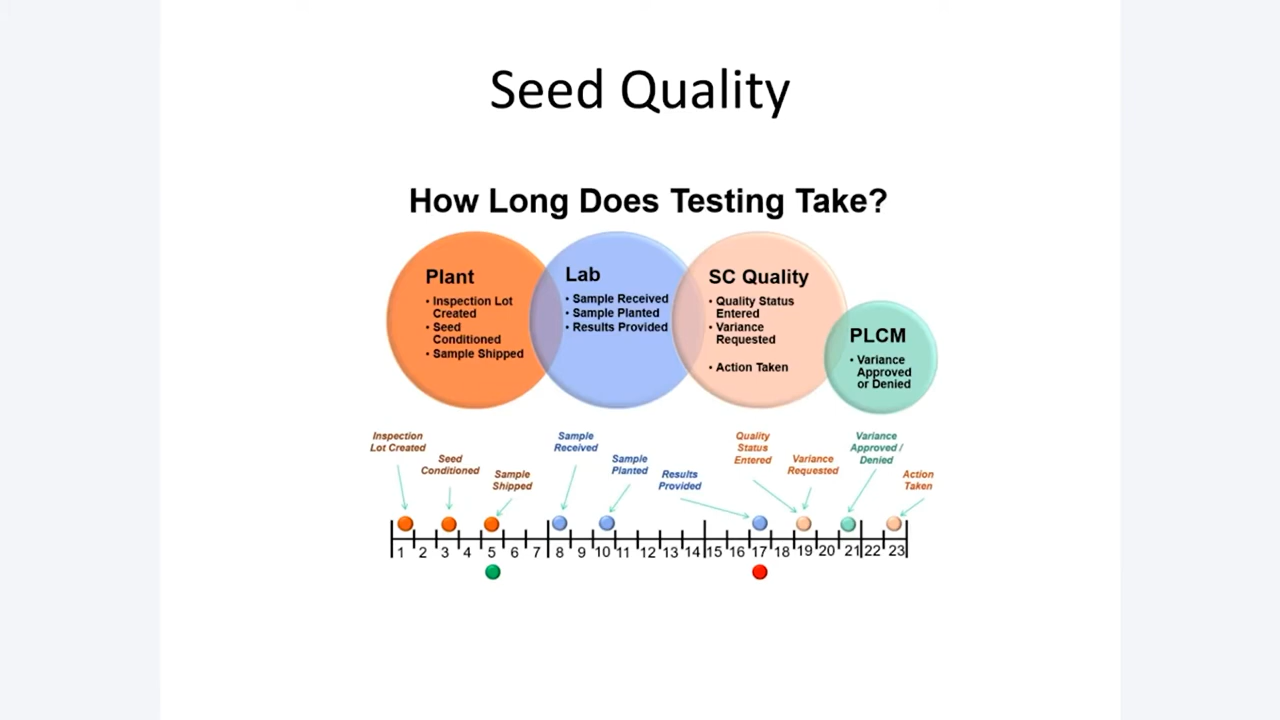 Seed Quality
How Long Does Testing Take?
Plant
• Inspection Lot
Created
• Seed
Conditioned
• Sample Shipped
Lab
• Sample Received
• Sample Planted
• Results Provided
SC Quality
• Quality Status
Entered
• Variance
Requested
• Action Taken
PLCM
• Variance
Approved
or Denied
Inspection
Lot Created
Seed
Conditioned
Sample
Shipped
Sample
Received
Sample
Planted
Results
Provided
Quality
Status
Entered
Variance
Requested
Variance
Approved /
Denied
Action
Taken
1 2 3 4 5 6 7 8 9 10 11 12 13 14 15 16 17 18 19 20 21 22 23